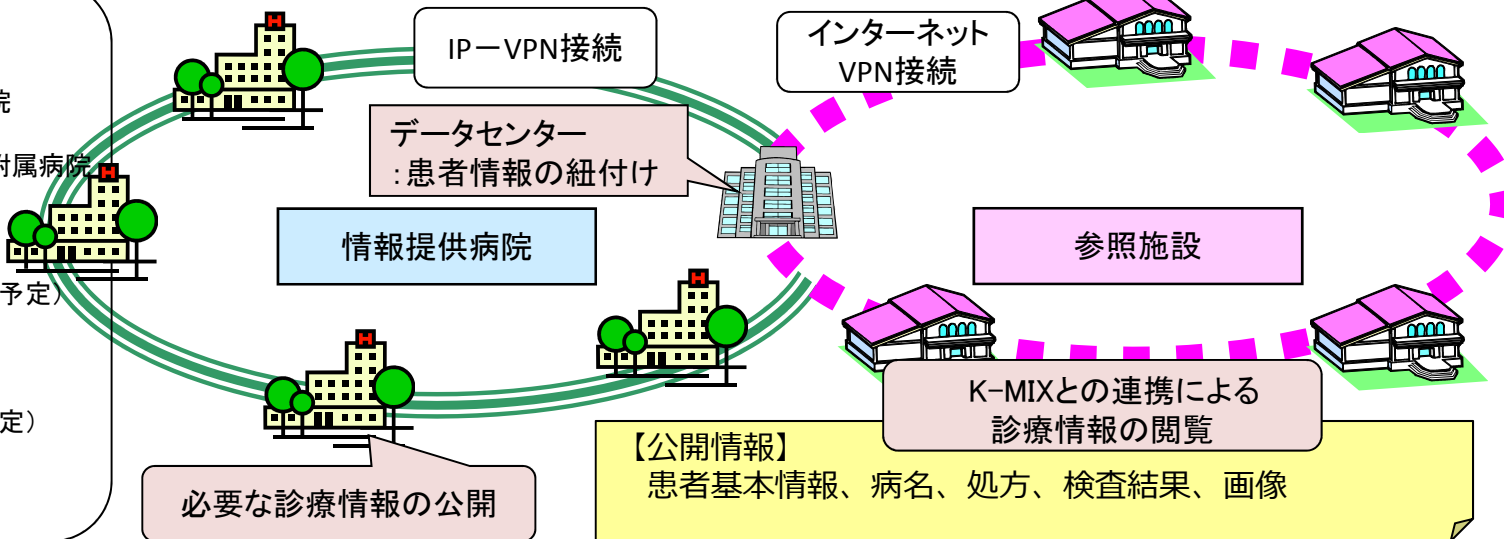 IP－VPN接続
インターネット
VPN接続
院
データセンター
：患者情報の紐付け
附属病院
情報提供病院
参照施設
予定）
K−MIXとの連携による
診療情報の閲覧
定）
【公開情報】
患者基本情報、病名、処方、検査結果、画像
必要な診療情報の公開
H
H
H
H